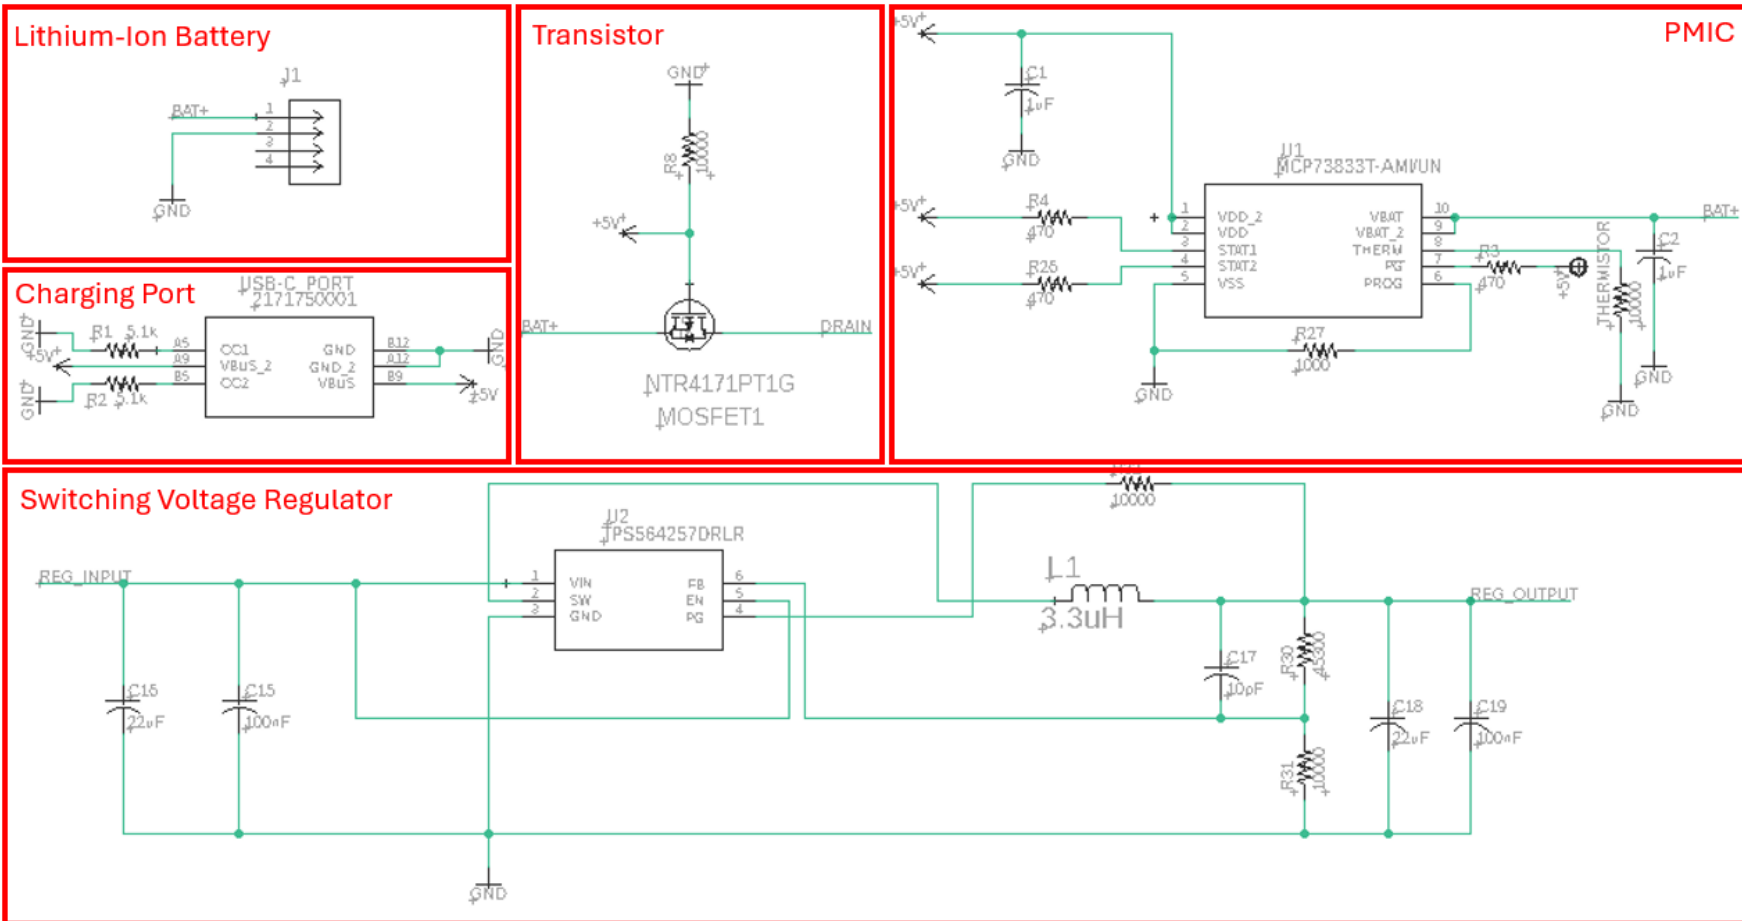 Lithium-Ion Battery
J1
BAT+
1
2
3
4
GND
Transistor
GND
R8
10000
+5V
BAT+
DRAIN
NTR4171PT1G
MOSFET1
PMIC
+5V
C1
1uF
GND
U1
MCP73833T-AMI/UN
+5V
R4
470
+5V
R26
470
1 VDD_2
2 VDD
3 STAT1
4 STAT2
5 VSS
VBAT 10
VBAT_2 9
THERM 8
PG 7
PROG 6
BAT+
C2
1uF
GND
R3
470
+5V
THERMISTOR
10000
GND
R27
1000
GND
Charging Port
USB-C PORT
2171750001
GND
R1 5.1k
+5V
GND
R2 5.1k
A5 CC1
A9 VBUS_2
B5 CC2
GND B12
GND_2 A12
VBUS B9
GND
+5V
Switching Voltage Regulator
10000
U2
TPS564257DRLR
REG_INPUT
1 VIN
2 SW
3 GND
FB 6
EN 5
PG 4
L1
3.3uH
REG_OUTPUT
C16
22uF
C15
100nF
C17
10pF
R30
45300
R31
10000
C18
22uF
C19
100nF
GND